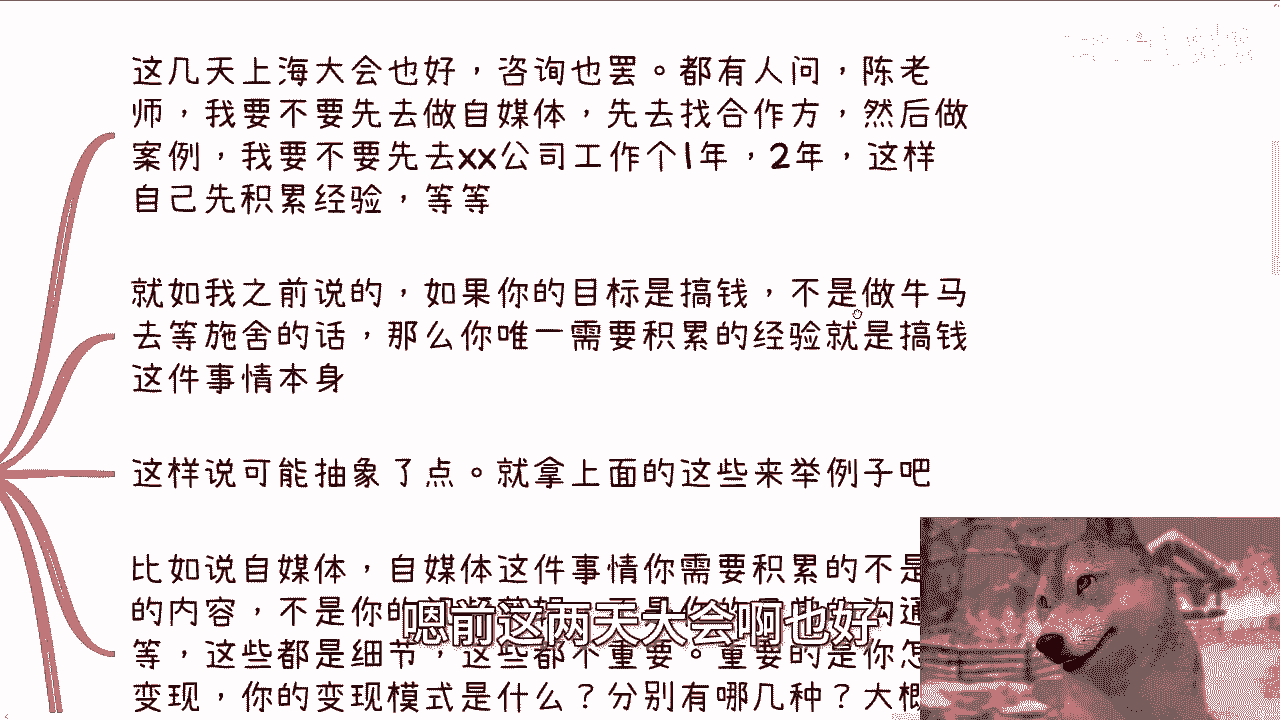 这几天上海大会也好，咨询也罢。都有人问，陈老
师，我要不要先去做自媒体，先去找合作方，然后做
案例，我要不要先去xx公司工作个1年，2年，这样
自己先积累经验，等等
就如我之前说的，如果你的目标是搞钱，不是做牛马
去等施舍的话，那么你唯一需要积累的经验就是搞钱
这件事情本身
这样说可能抽象了点。就拿上面的这些来举例子吧
比如说自媒体，自媒体这件事情你需要积累的不是
的内容，不是你的
沟通
等，这些都是细节，这些都不重要。重要的是你怎
变现，你的变现模式是什么？分别有哪几种？大概
嗯前这两天大会啊也好